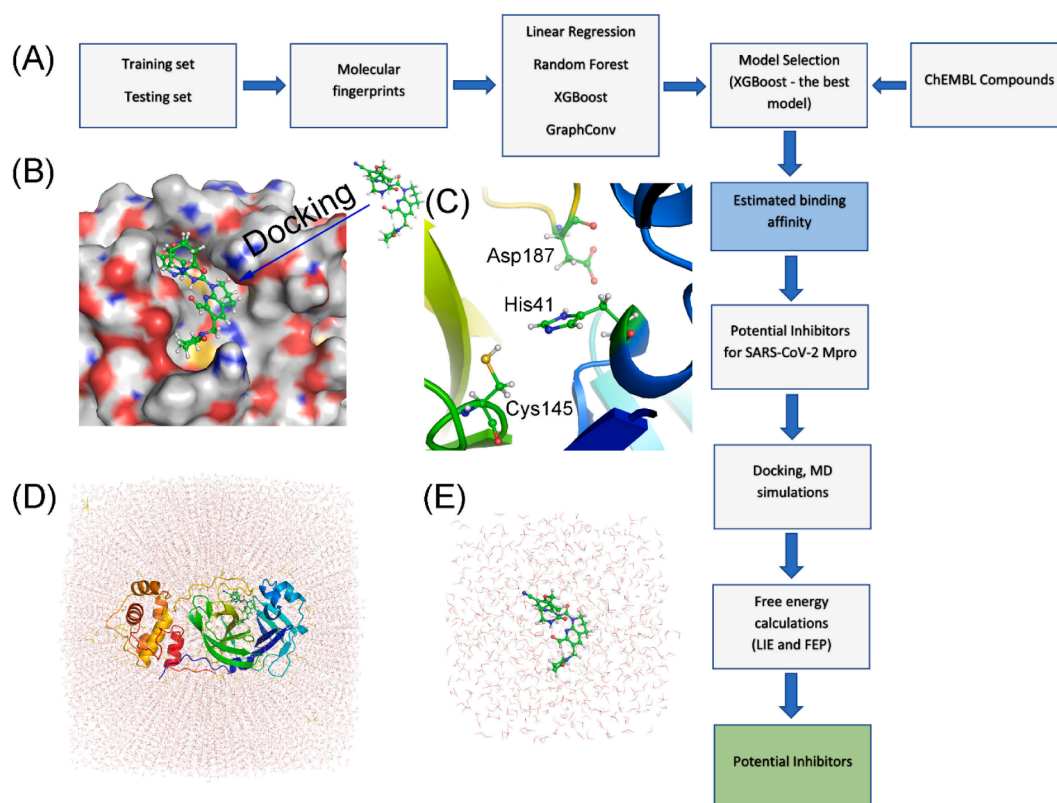 (A)
Training set
Testing set
Molecular
fingerprints
Linear Regression
Random Forest
XGBoost
GraphConv
Model Selection
(XGBoost - the best
model)
ChEMBL Compounds
(B)
Docking
(C)
Asp187
His41
Cys145
Estimated binding
affinity
Potential Inhibitors
for SARS-CoV-2 Mpro
(D)
(E)
Docking, MD
simulations
Free energy
calculations
(LIE and FEP)
Potential Inhibitors